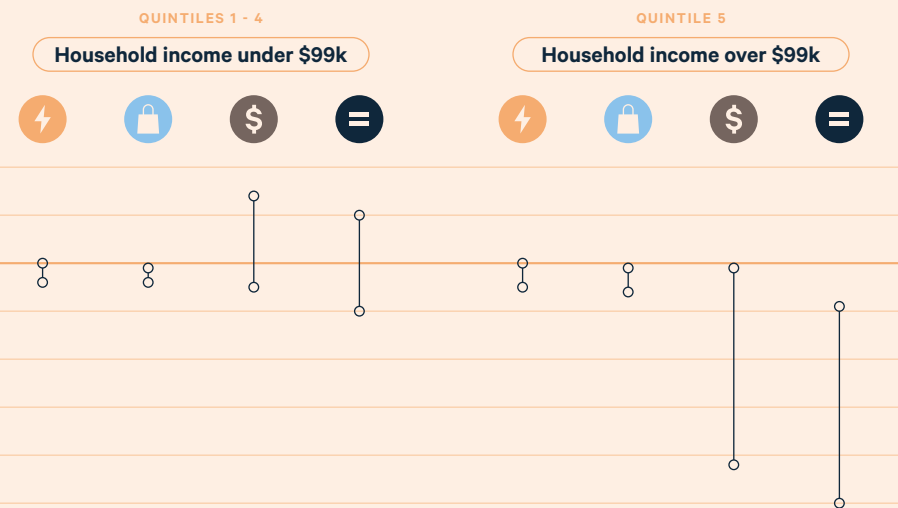 QUINTILES 1 - 4
Household income under $99k
QUINTILE 5
Household income over $99k
$
=
$
=